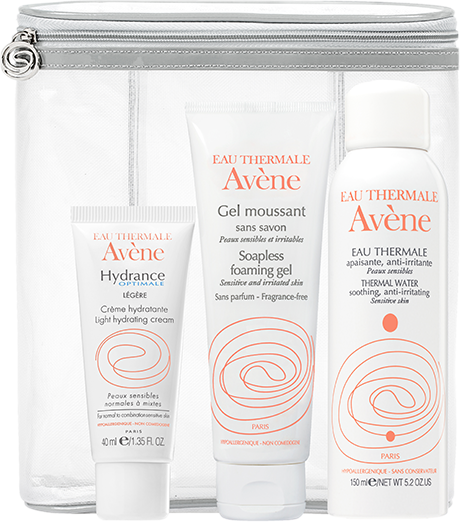 EAU THERMALE
Avène
Hydrance
OPTIMALE
LÉGÈRE
Crème hydratante
Light hydrating cream
Peaux sensibles
normales à mixtes
For normal to combination sensitive skin
HYPOALLERGENIQUE - NON COMEDOGENE
PARIS
40 ml e/1.35 FL. OZ.
EAU THERMALE
Avène
Gel moussant
sans savon
Peaux sensibles et irritables
Soapless
foaming gel
Sensitive and irritated skin
Sans parfum - Fragrance-free
PARIS
HYPOALLERGENIQUE - NON COMEDOGENE
EAU THERMALE
Avène
EAU THERMALE
apaisante, anti-irritante
Peaux sensibles
THERMAL WATER
soothing, anti-irritating
Sensitive skin
PARIS
HYPOALLERGENIQUE - SANS CONSERVATEUR
150 ml e/NET WT 5.2 OZ.US